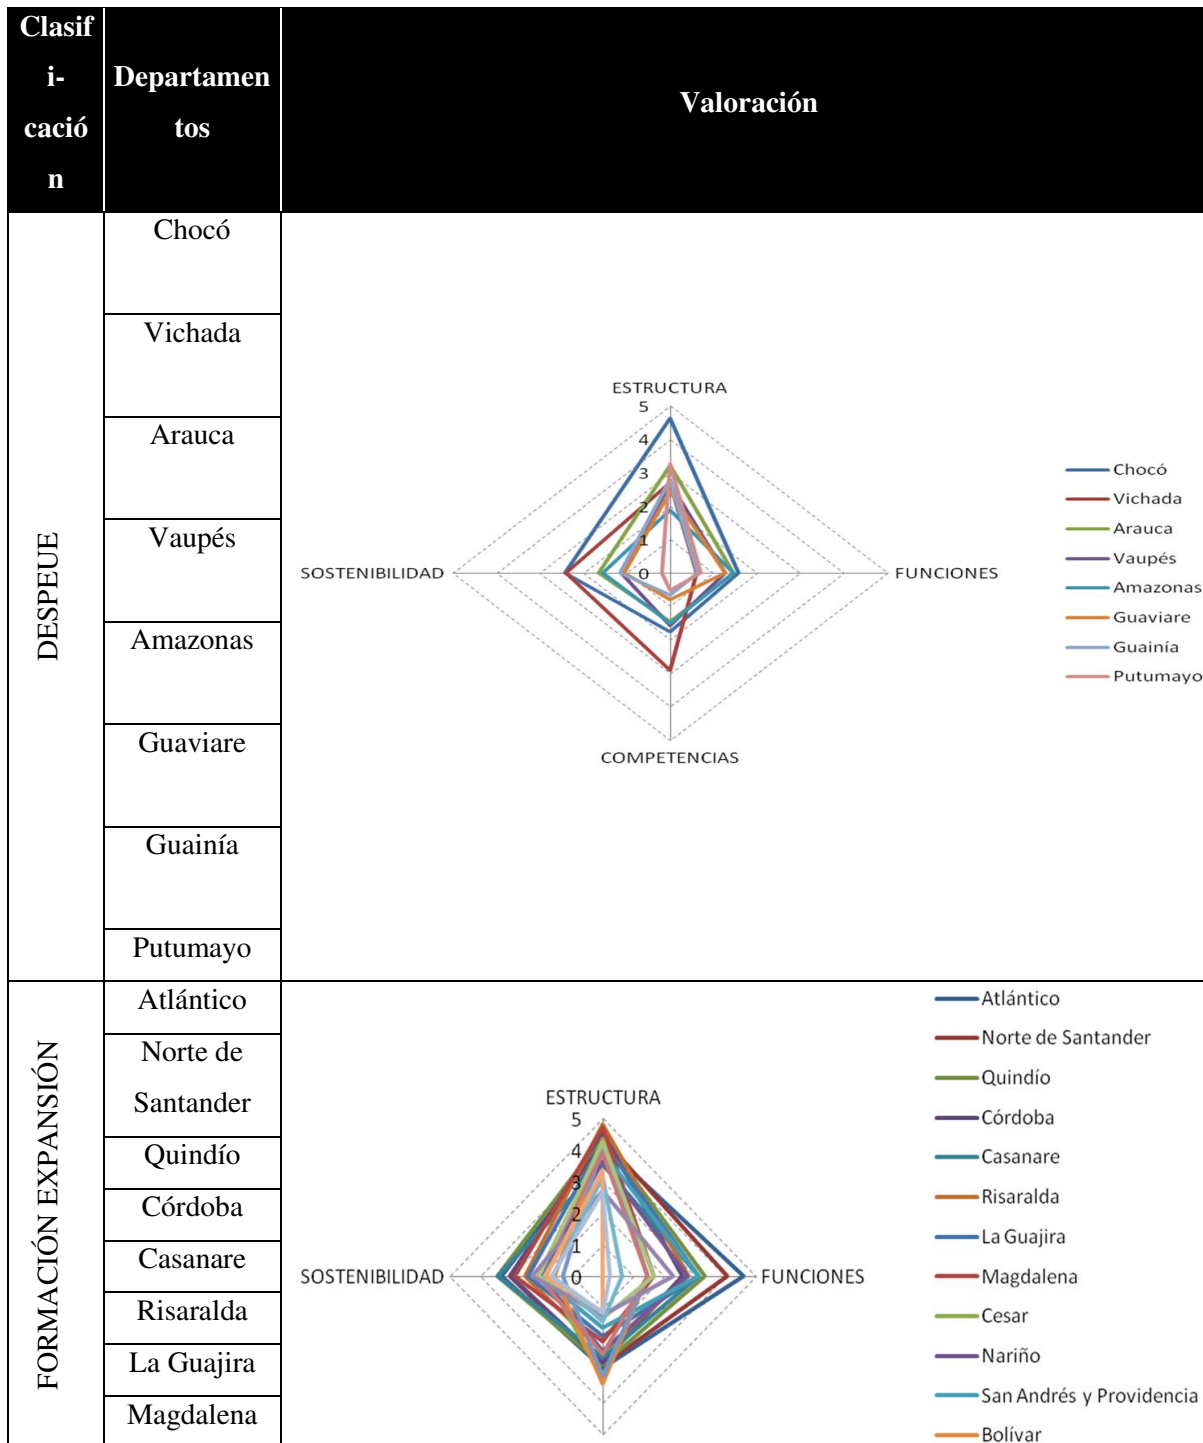 Clasif
i-
cació
n
Departamen
tos
Valoración
DESPEUE
Chocó
Vichada
Arauca
Vaupés
Amazonas
Guaviare
Guainía
Putumayo
ESTRUCTURA
5
4
3
2
1
0
SOSTENIBILIDAD
FUNCIONES
COMPETENCIAS
Chocó
Vichada
Arauca
Vaupés
Amazonas
Guaviare
Guainía
Putumayo
FORMACIÓN EXPANSIÓN
Atlántico
Norte de
Santander
Quindío
Córdoba
Casanare
Risaralda
La Guajira
Magdalena
ESTRUCTURA
5
4
3
2
1
0
SOSTENIBILIDAD
FUNCIONES
Atlántico
Norte de Santander
Quindío
Córdoba
Casanare
Risaralda
La Guajira
Magdalena
Cesar
Nariño
San Andrés y Providencia
Bolívar